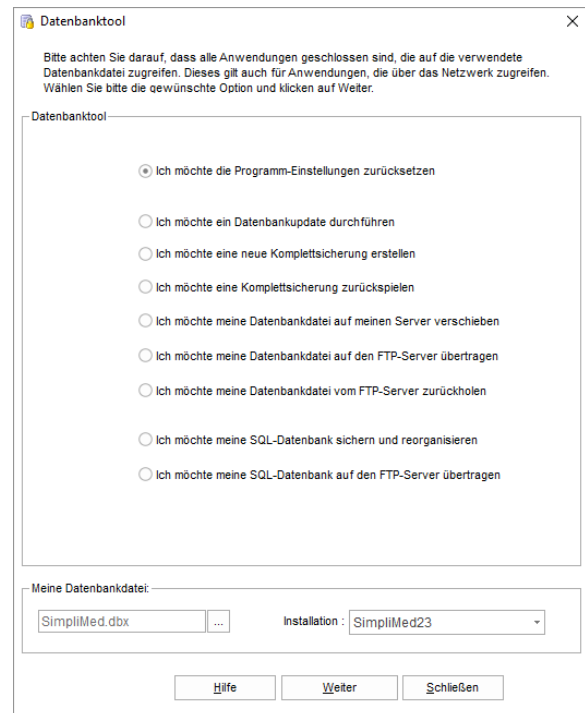 Datenbanktool
Bitte achten Sie darauf, dass alle Anwendungen geschlossen sind, die auf die verwendete
Datenbankdatei zugreifen. Dieses gilt auch für Anwendungen, die über das Netzwerk zugreifen.
Wählen Sie bitte die gewünschte Option und klicken auf Weiter.
Datenbanktool
Ich möchte die Programm-Einstellungen zurücksetzen
Ich möchte ein Datenbankupdate durchführen
Ich möchte eine neue Komplettsicherung erstellen
Ich möchte eine Komplettsicherung zurückspielen
Ich möchte meine Datenbankdatei auf meinen Server verschieben
Ich möchte meine Datenbankdatei auf den FTP-Server übertragen
Ich möchte meine Datenbankdatei vom FTP-Server zurückholen
Ich möchte meine SQL-Datenbank sichern und reorganisieren
Ich möchte meine SQL-Datenbank auf den FTP-Server übertragen
Meine Datenbankdatei:
SimpliMed.dbx ... Installation : SimpliMed23
Hilfe Weiter Schließen